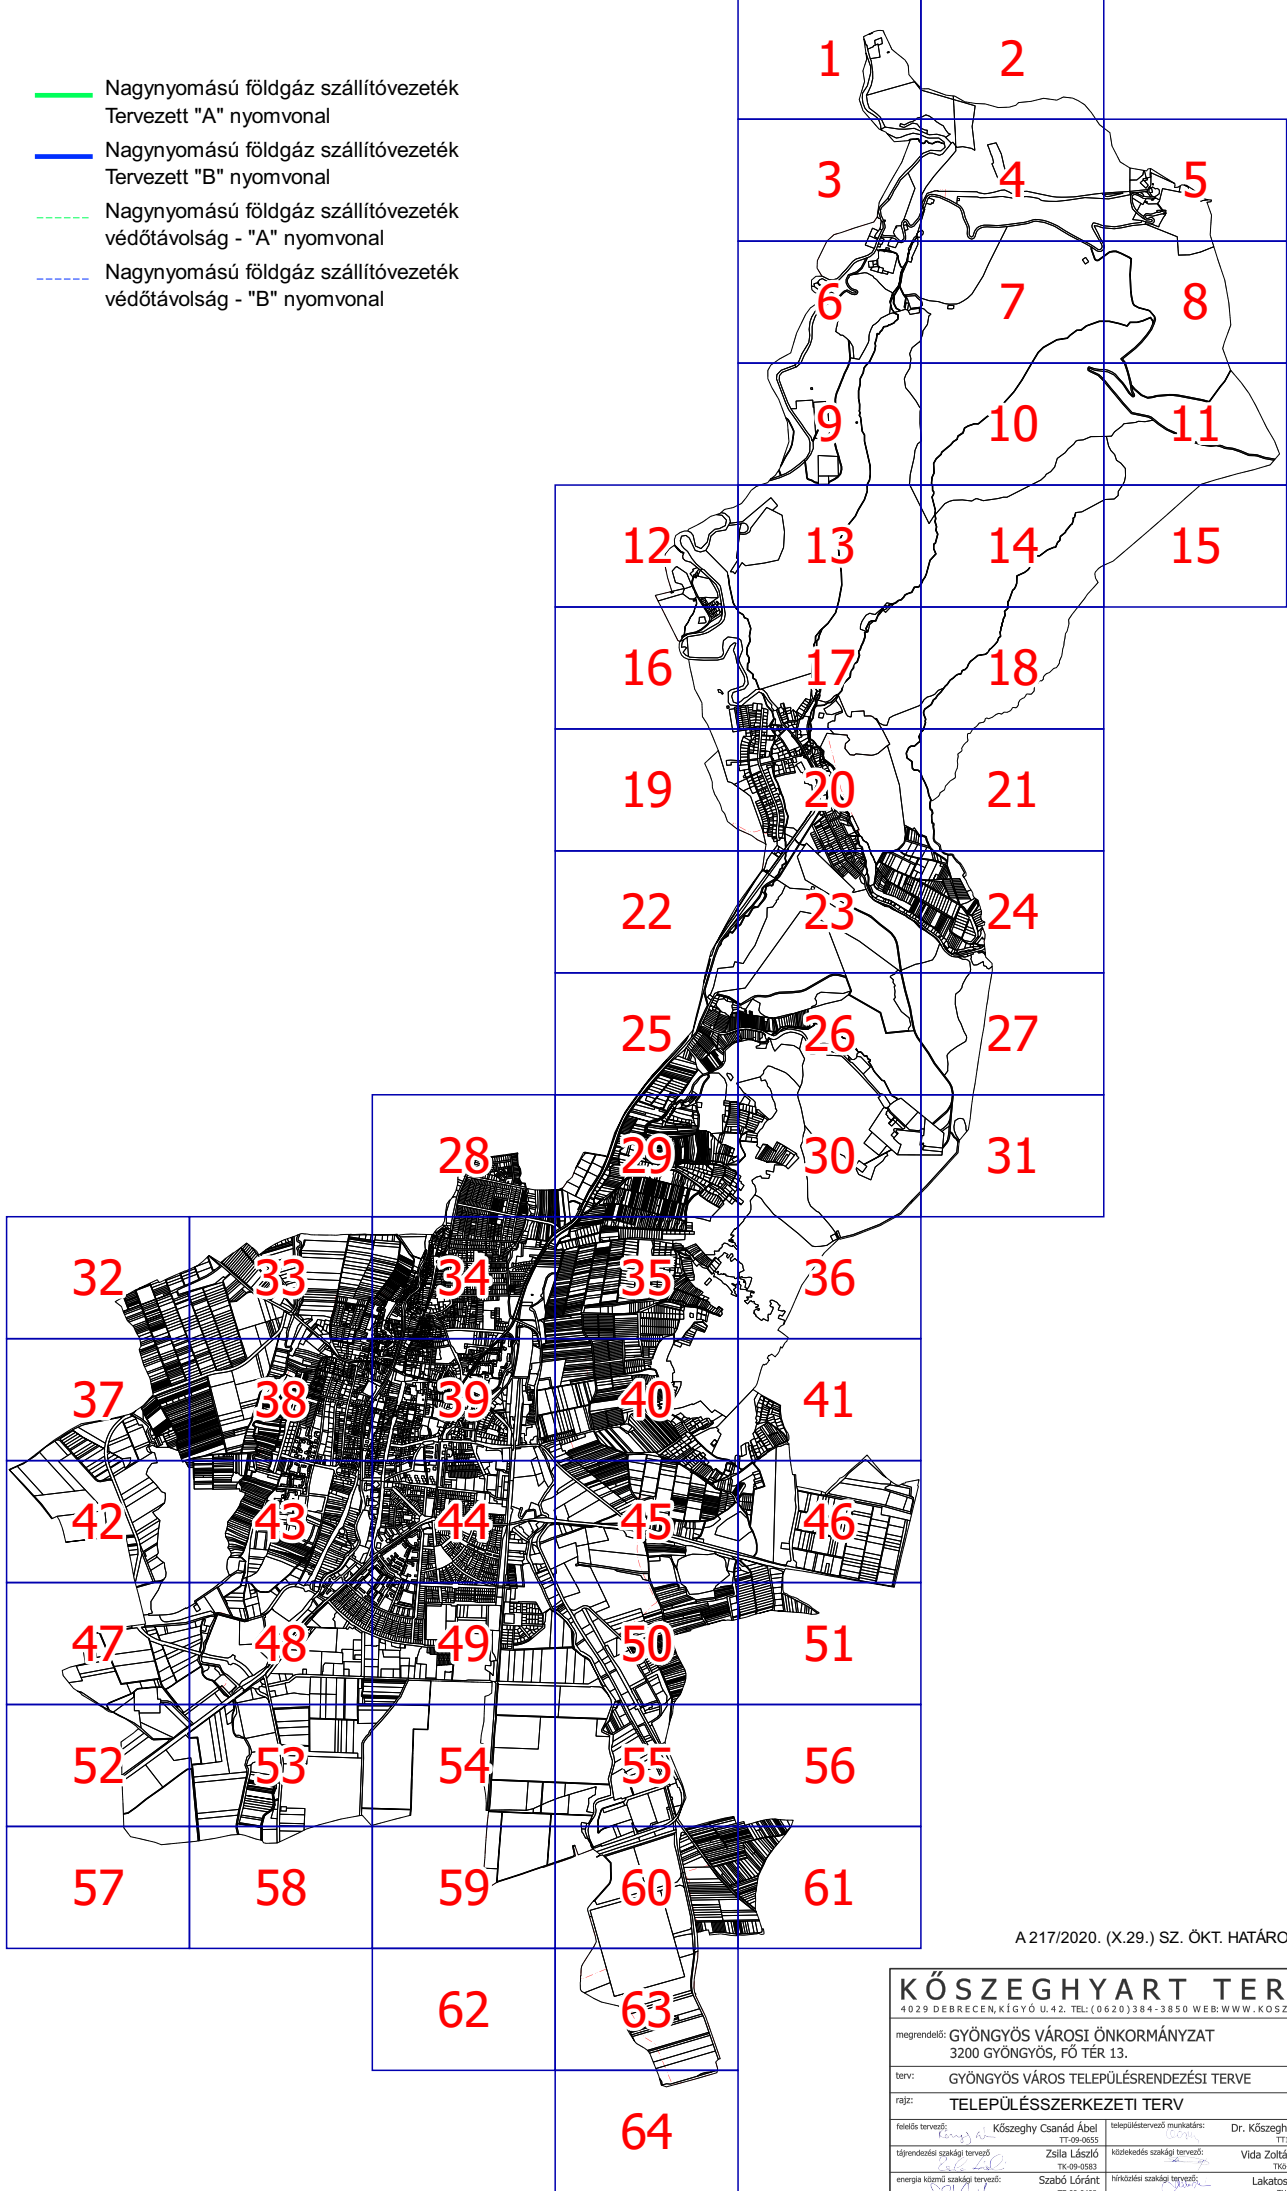 Nagynyomású földgáz szállítóvezeték
Tervezett "A" nyomvonal
Nagynyomású földgáz szállítóvezeték
Tervezett "B" nyomvonal
Nagynyomású földgáz szállítóvezeték
védőtávolság - "A" nyomvonal
Nagynyomású földgáz szállítóvezeték
védőtávolság - "B" nyomvonal
1 2
3 4 5
6 7 8
9 10 11
12 13 14 15
16 17 18
19 20 21
22 23 24
25 26 27
28 29 30 31
32 33 34 35 36
37 38 39 40 41
42 43 44 45 46
47 48 49 50 51
52 53 54 55 56
57 58 59 60 61
62 63
64
A 217/2020. (X.29.) SZ. ÖKT. HATÁRO
KŐSZEGHYART TER
4029 DEBRECEN, KÍGYÓ U. 42. TEL: (0620)384-3850 WEB: WWW.KOSZ
megrendelő: GYÖNGYÖS VÁROSI ÖNKORMÁNYZAT
3200 GYÖNGYÖS, FŐ TÉR 13.
terv: GYÖNGYÖS VÁROS TELEPÜLÉSRENDEZÉSI TERVE
rajz: TELEPÜLÉSSZERKEZETI TERV
felelős tervező: Kőszeghy Csanád Ábel településtervező munkatárs: Dr. Kőszegh
TT-09-0655
tájrendezési szakági tervező Zsila László közlekedés szakági tervező: Vida Zoltá
TK-09-0583
energia közmű szakági tervező: Szabó Lóránt hírközlési szakági tervező: Lakatos